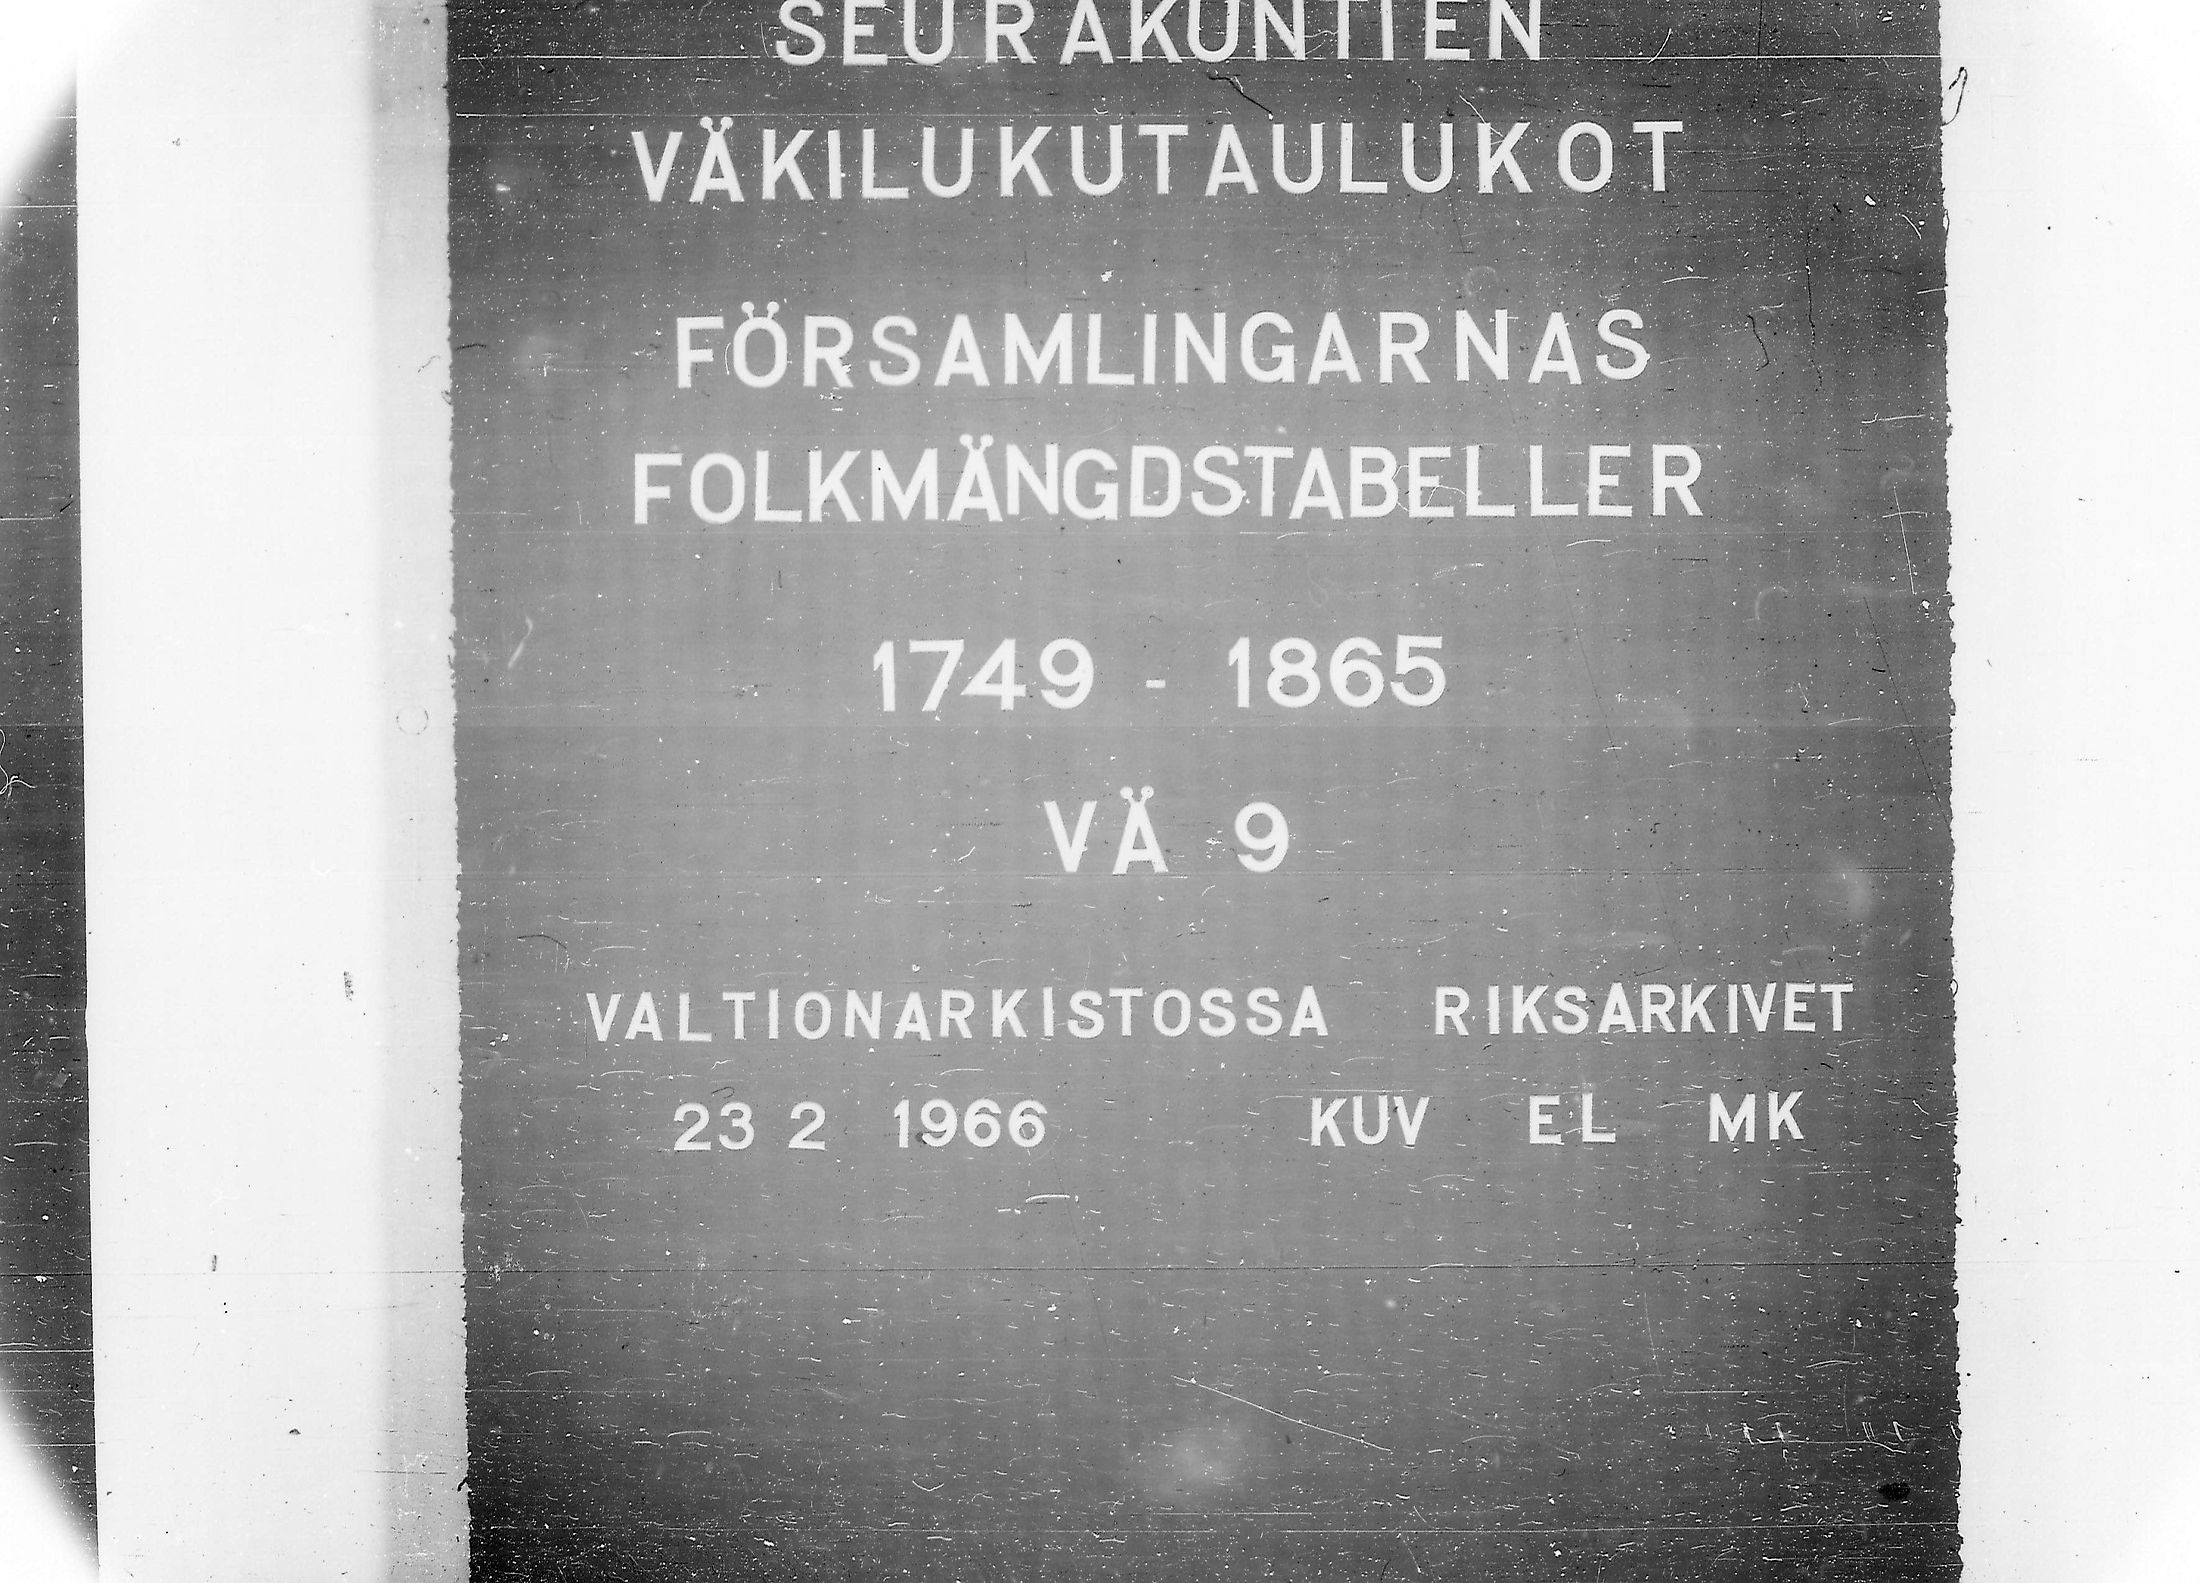 SEURAKUNTIEN
VÄKILUKUTAULUKOT
FÖRSAMLINGARNAS
FOLKMÄNGDSTABELLER
1749 - 1865
VÄ 9
VALTIONARKISTOSSA RIKSARKIVET
23 2 1966 KUV EL MK